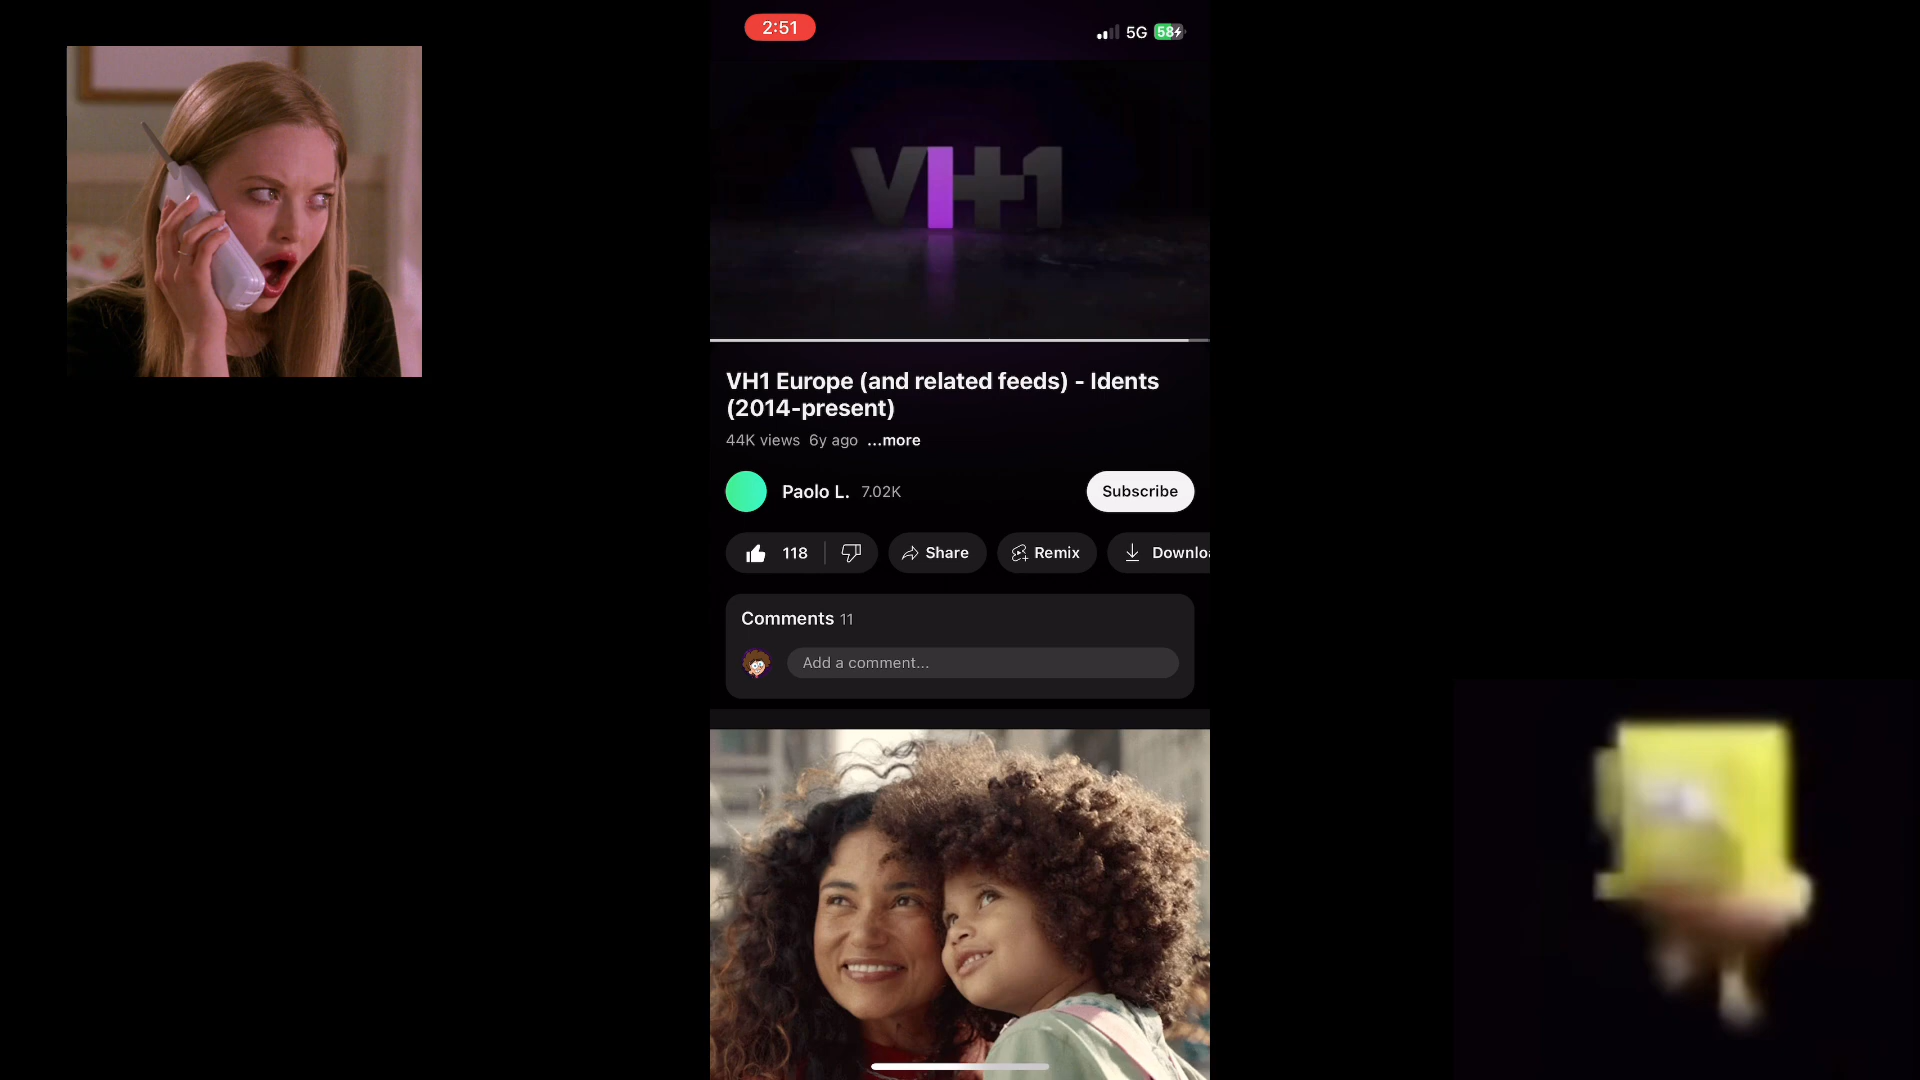 2:51
5G
58
VH1
VH1 Europe (and related feeds) - Idents
(2014-present)
44K views 6y ago ...more
Paolo L. 7.02K
Subscribe
118
Share
Remix
Downlo
Comments 11
Add a comment...